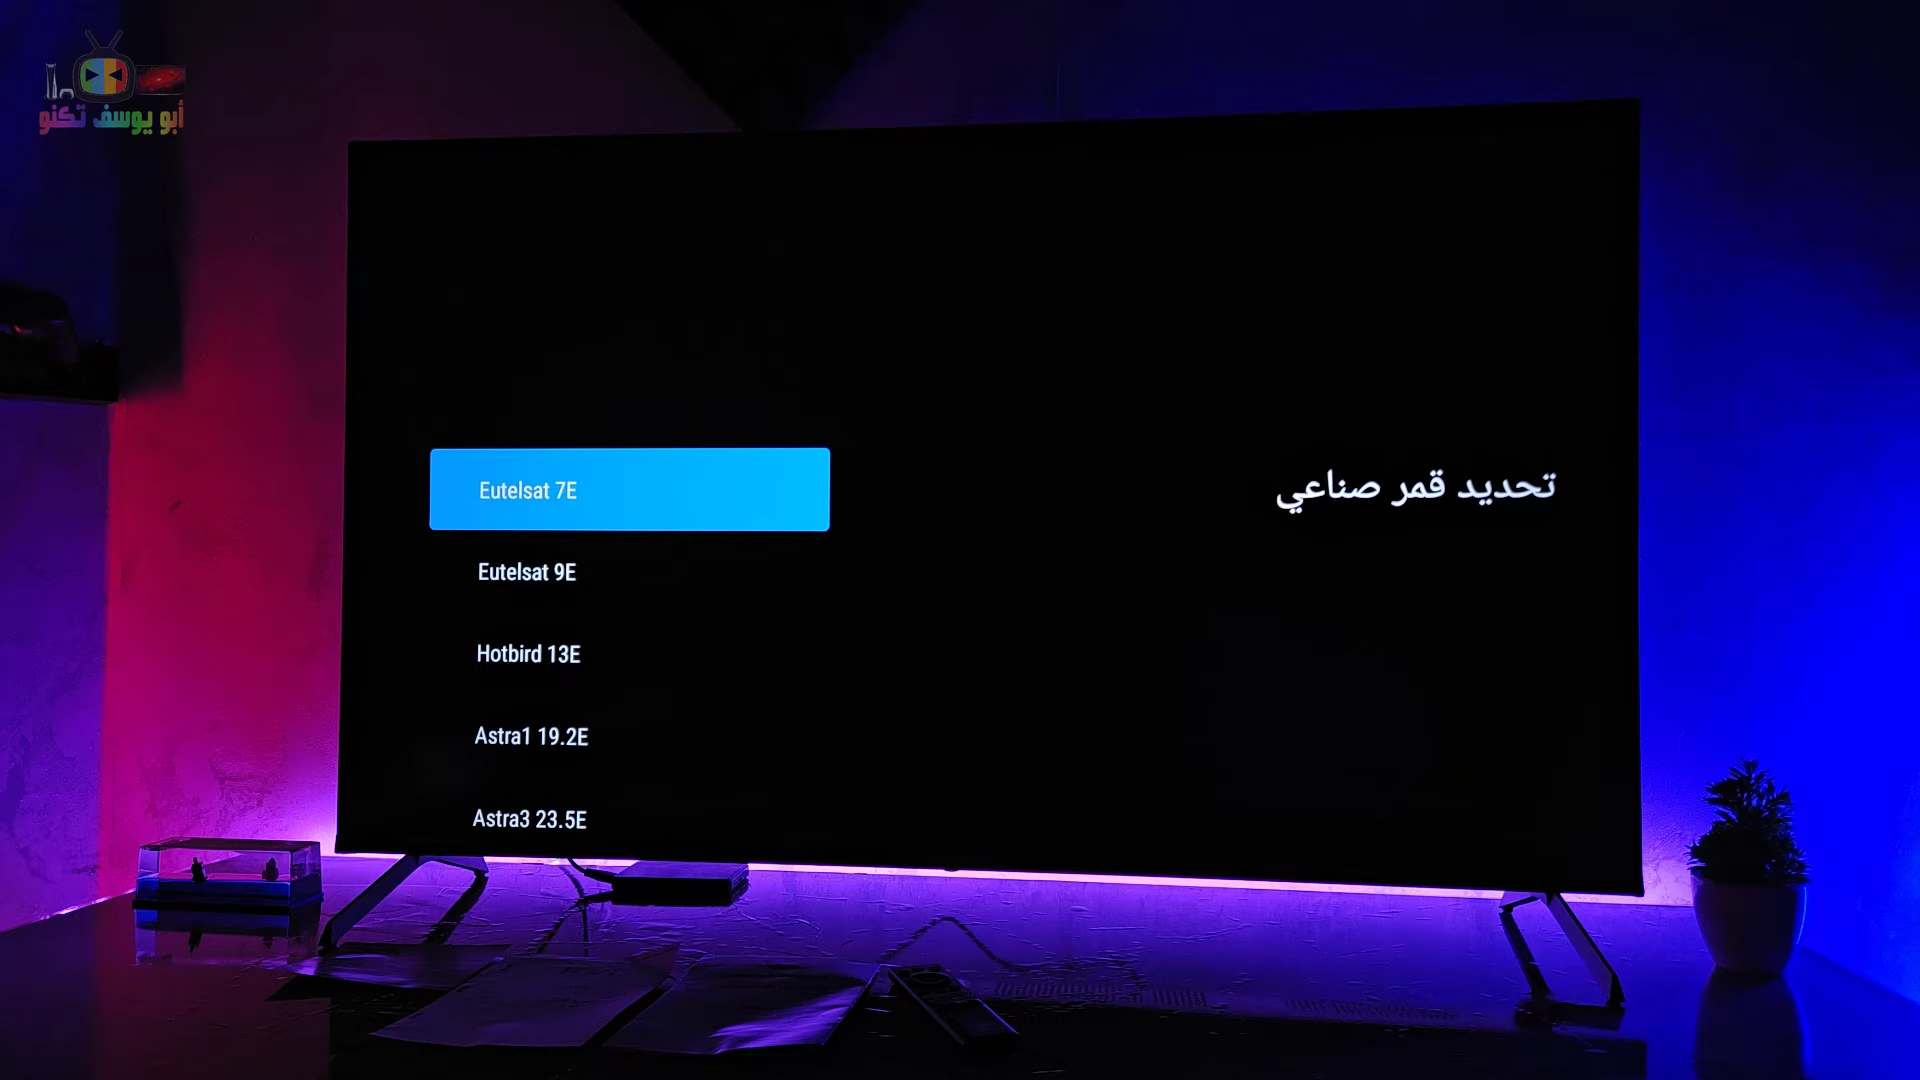 أبو يوسف تكنو
تحديد قمر صناعي
Eutelsat 7E
Eutelsat 9E
Hotbird 13E
Astra1 19.2E
Astra3 23.5E